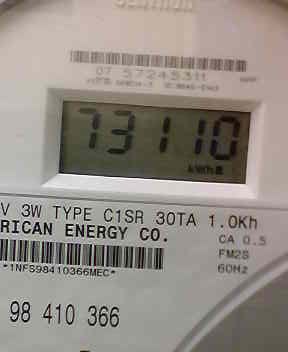 CENTRON
07 57245311
73110
kWh
V 3W TYPE C1SR 30TA 1.0Kh
RICAN ENERGY CO.
CA 0.5
FM2S
*1NFS98410366MEC*
60Hz
98 410 366